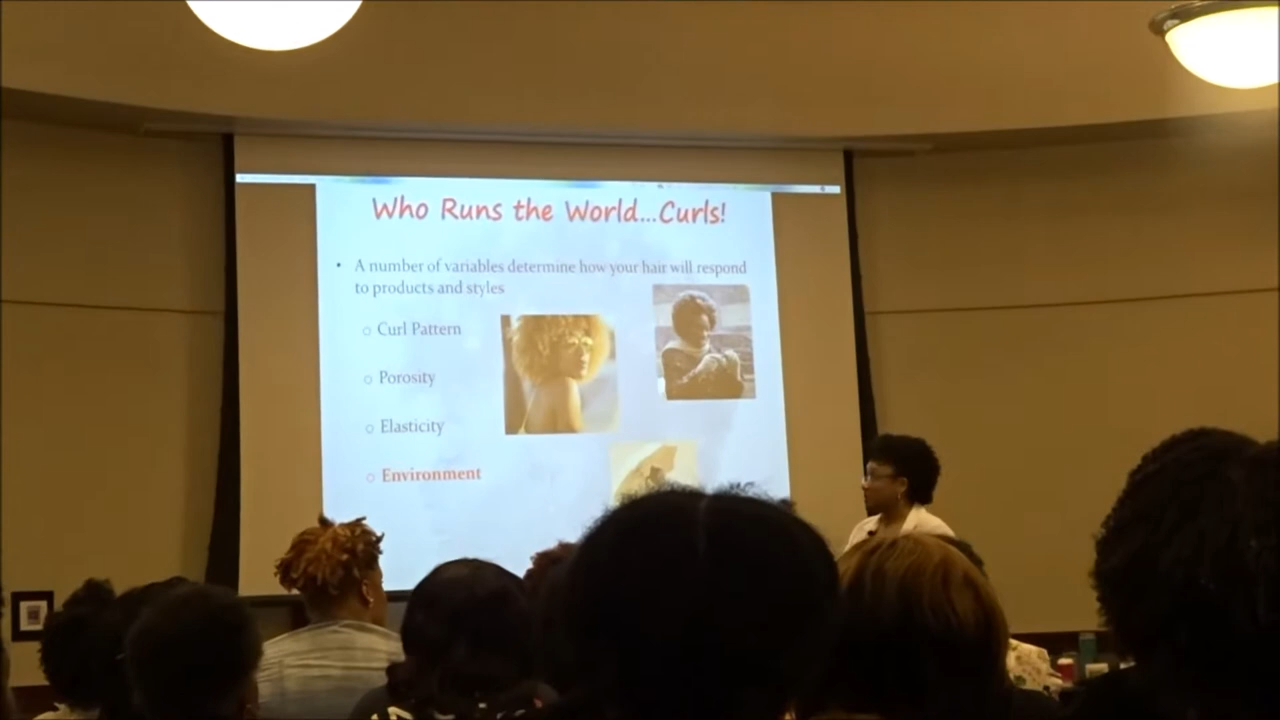 Who Runs the World...Curls!
• A number of variables determine how your hair will respond
to products and styles
○ Curl Pattern
○ Porosity
○ Elasticity
○ Environment